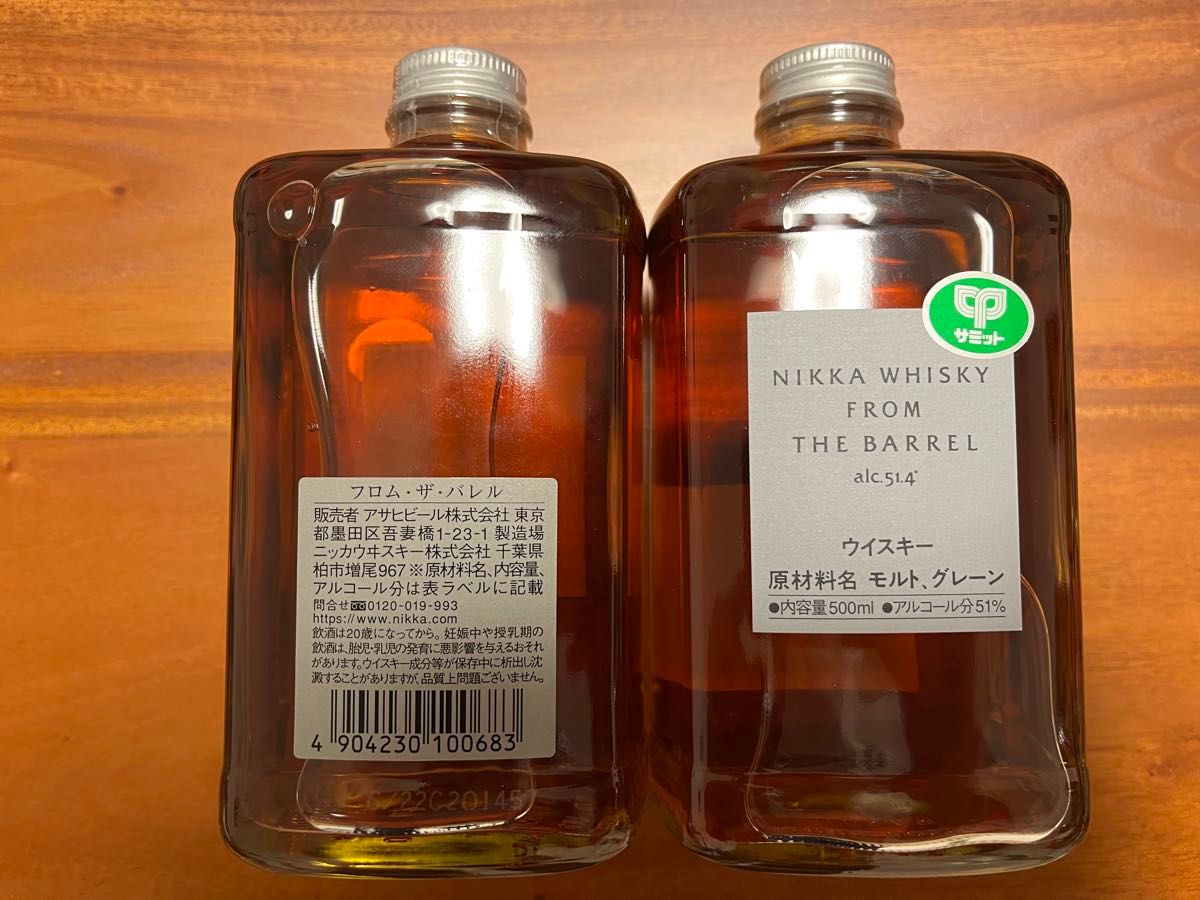 フロム・ザ・バレル
販売者 アサヒビール株式会社 東京
都墨田区吾妻橋1-23-1 製造場
ニッカウヰスキー株式会社 千葉県
柏市増尾967 ※原材料名、内容量、
アルコール分は表ラベルに記載
問合せ 0120-019-993
https://www.nikka.com
飲酒は20歳になってから。妊娠中や授乳期の
飲酒は、胎児・乳児の発育に悪影響を与えるおそれ
があります。ウイスキー成分等が保存中に析出し沈
澱することがありますが、品質上問題ございません。
4 904230 100683
サミット
NIKKA WHISKY
FROM
THE BARREL
alc.51.4°
ウイスキー
原材料名 モルト、グレーン
●内容量500ml ●アルコール分51%